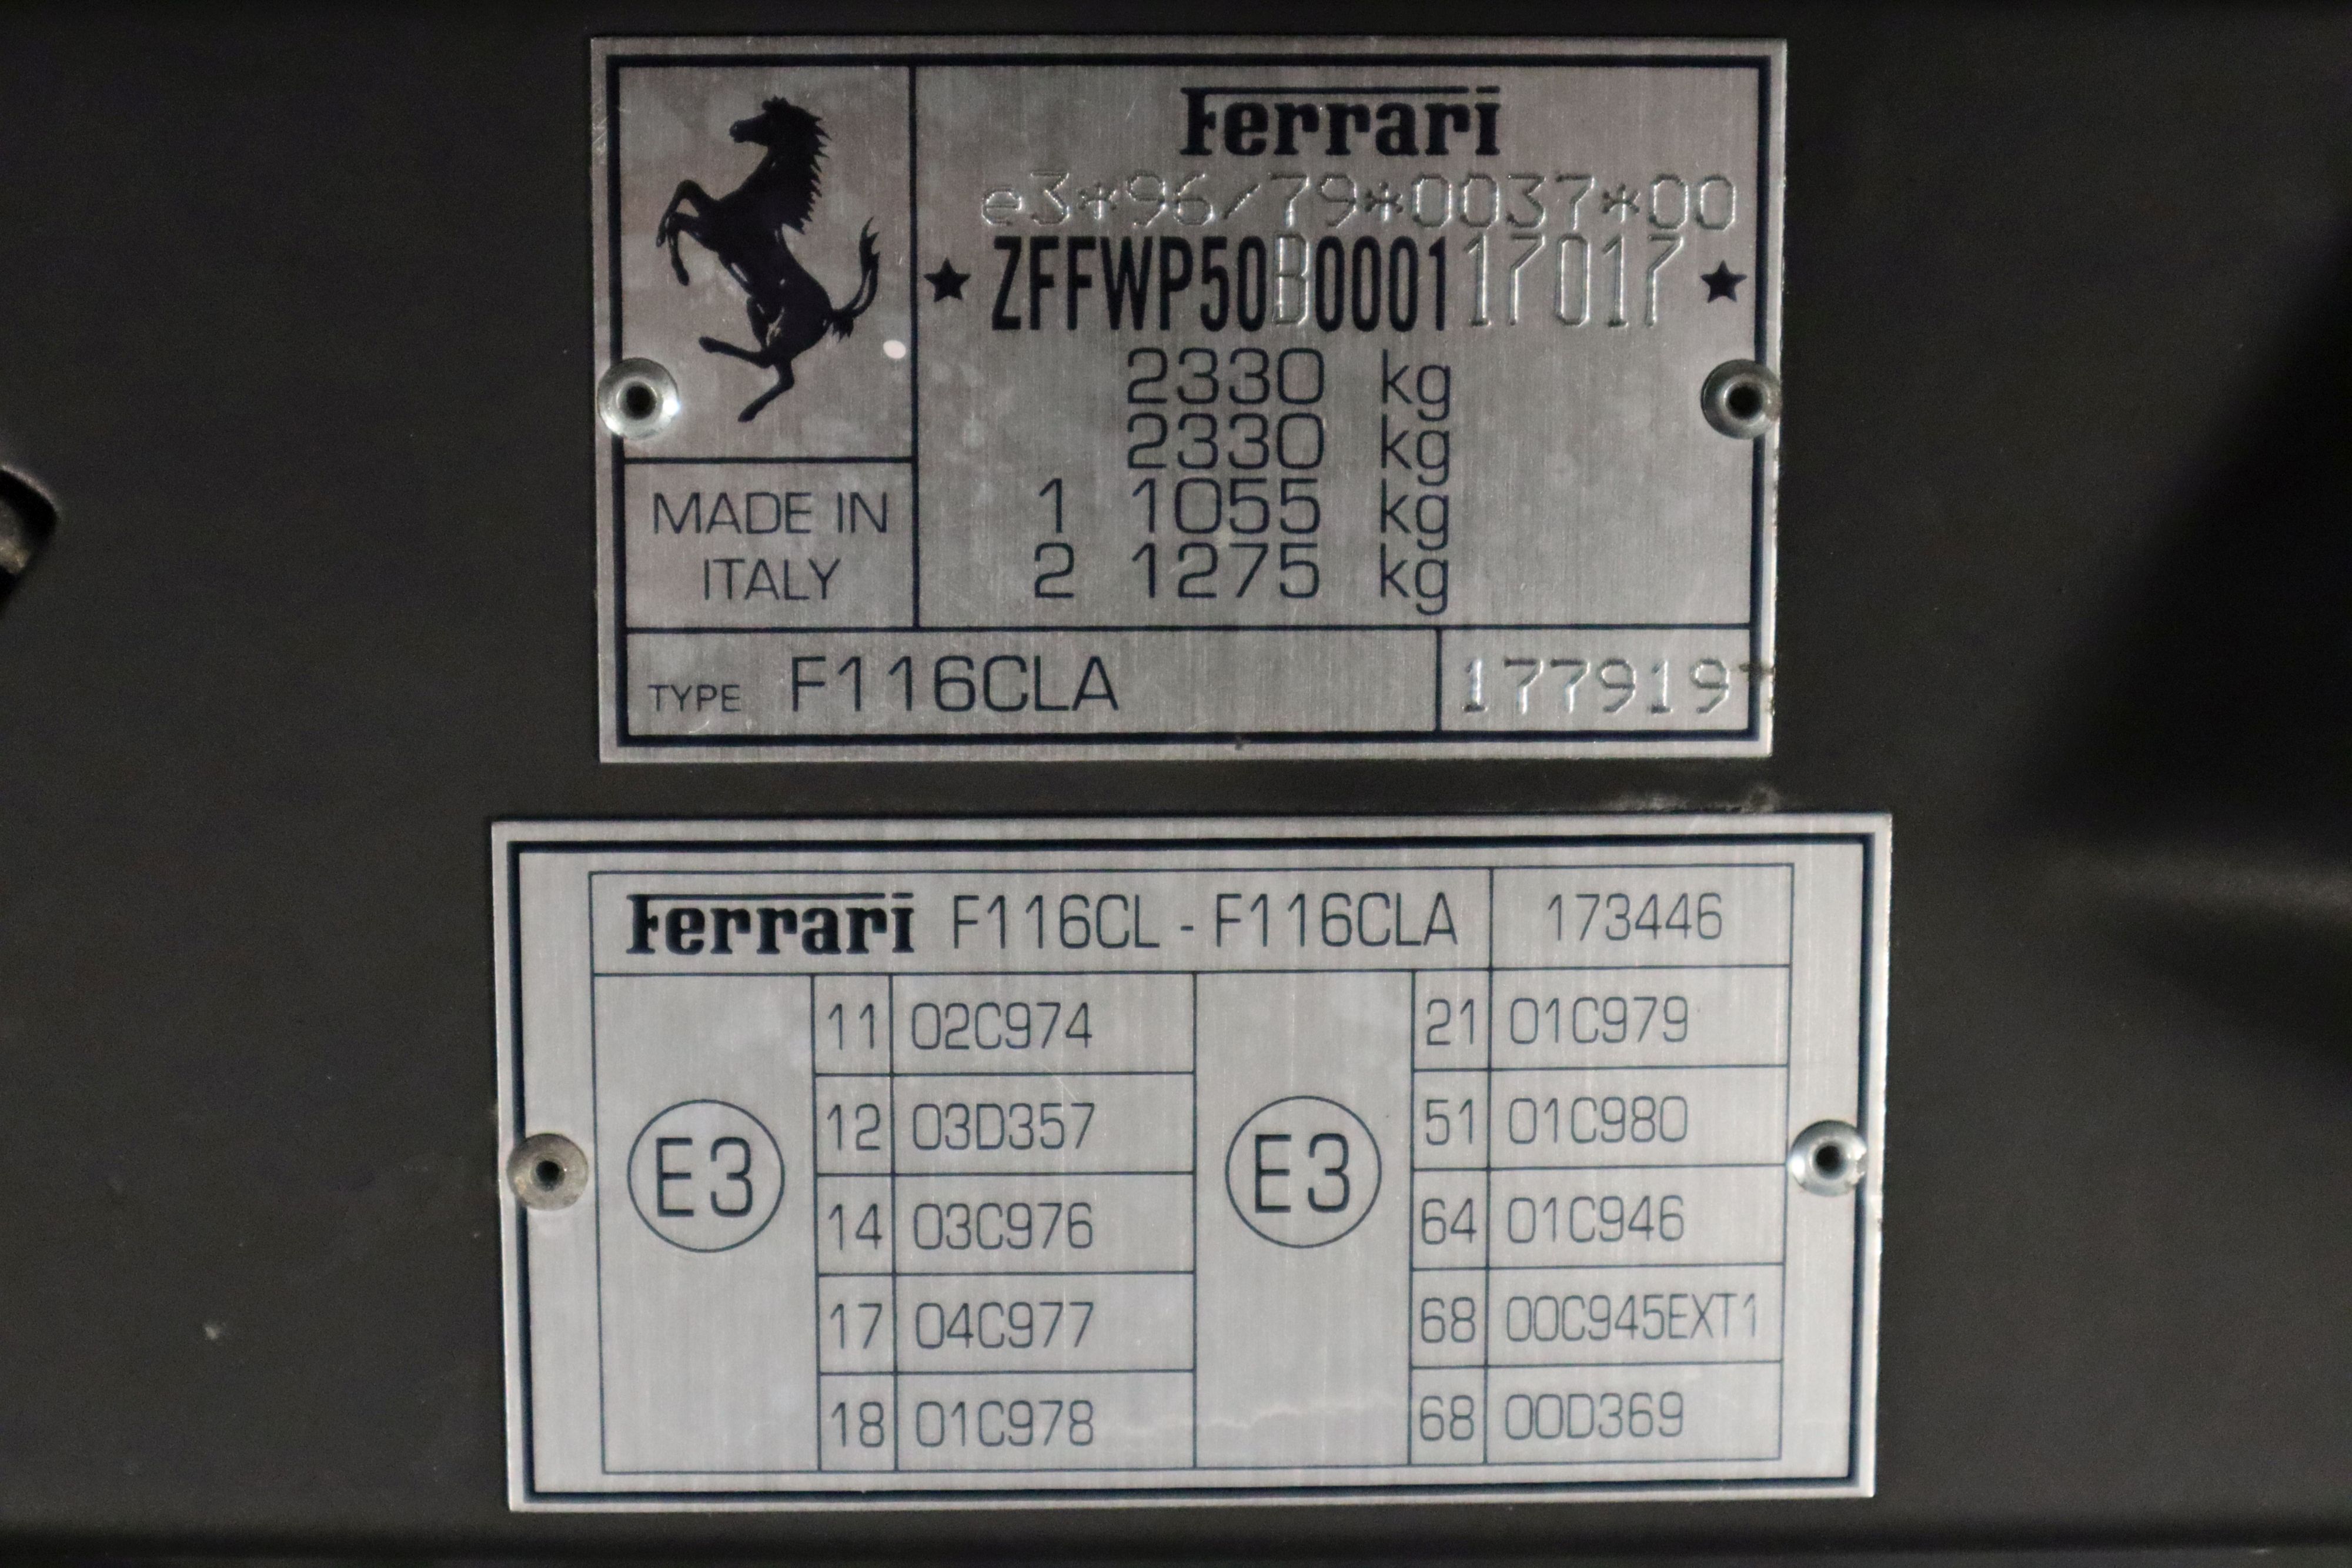 Ferrari
e3*96/79*0037*00
★ ZFFWP50B000117017 ★
2330 kg
2330 kg
1 1055 kg
2 1275 kg
MADE IN
ITALY
TYPE F116CLA 177919
Ferrari F116CL - F116CLA 173446
E3
11 02C974
12 03D357
14 03C976
17 04C977
18 01C978
E3
21 01C979
51 01C980
64 01C946
68 00C945EXT1
68 00D369